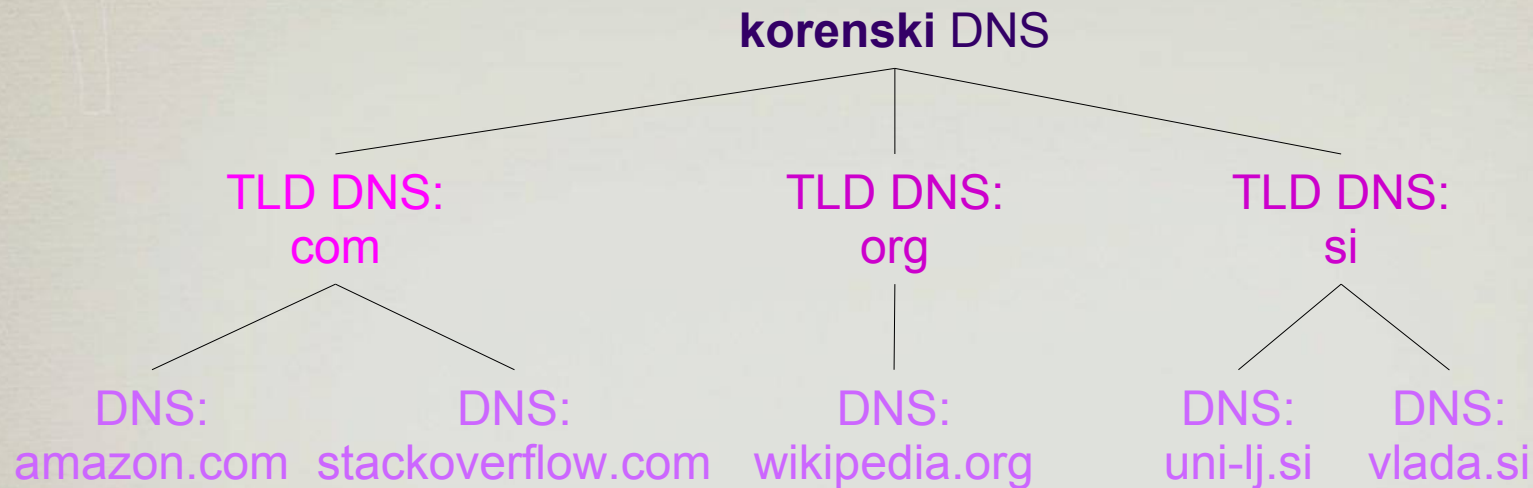 korenski DNS
TLD DNS:
com
TLD DNS:
org
TLD DNS:
si
DNS:
amazon.com
DNS:
stackoverflow.com
DNS:
wikipedia.org
DNS:
uni-lj.si
DNS:
vlada.si